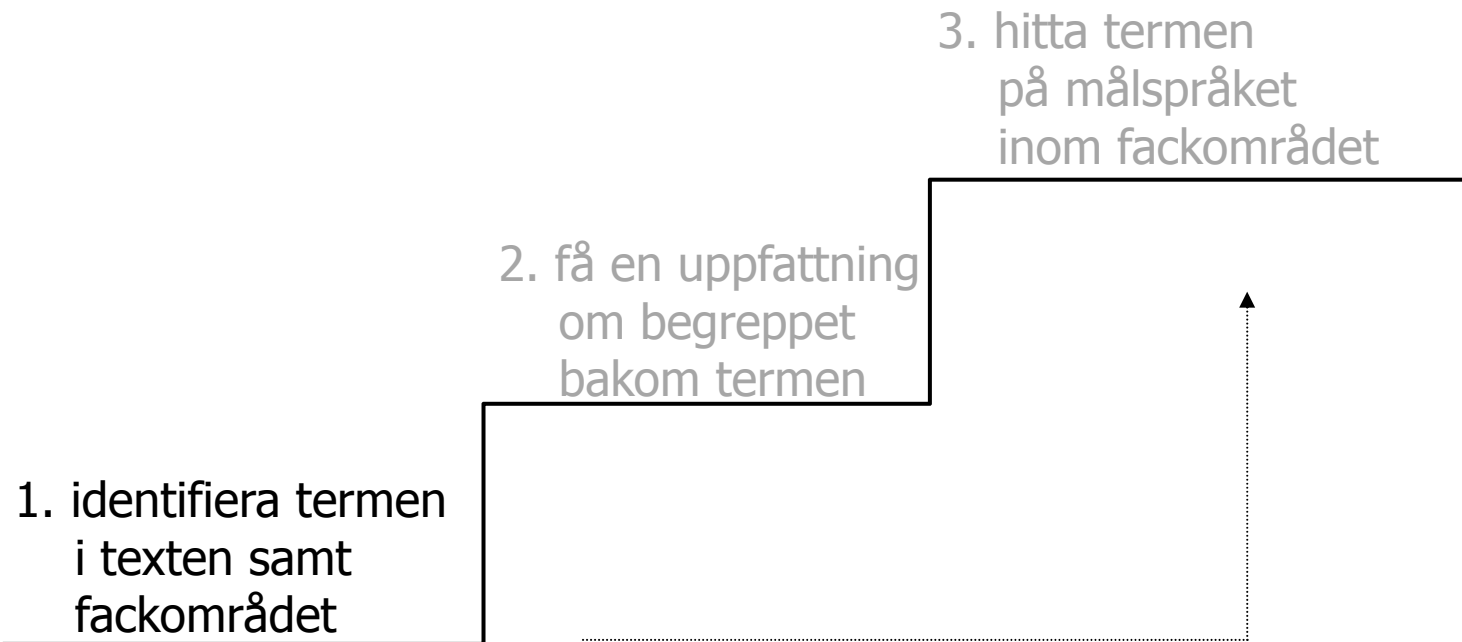 3. hitta termen
på målspråket
inom fackområdet
2. få en uppfattning
om begreppet
bakom termen
1. identifiera termen
i texten samt
fackområdet